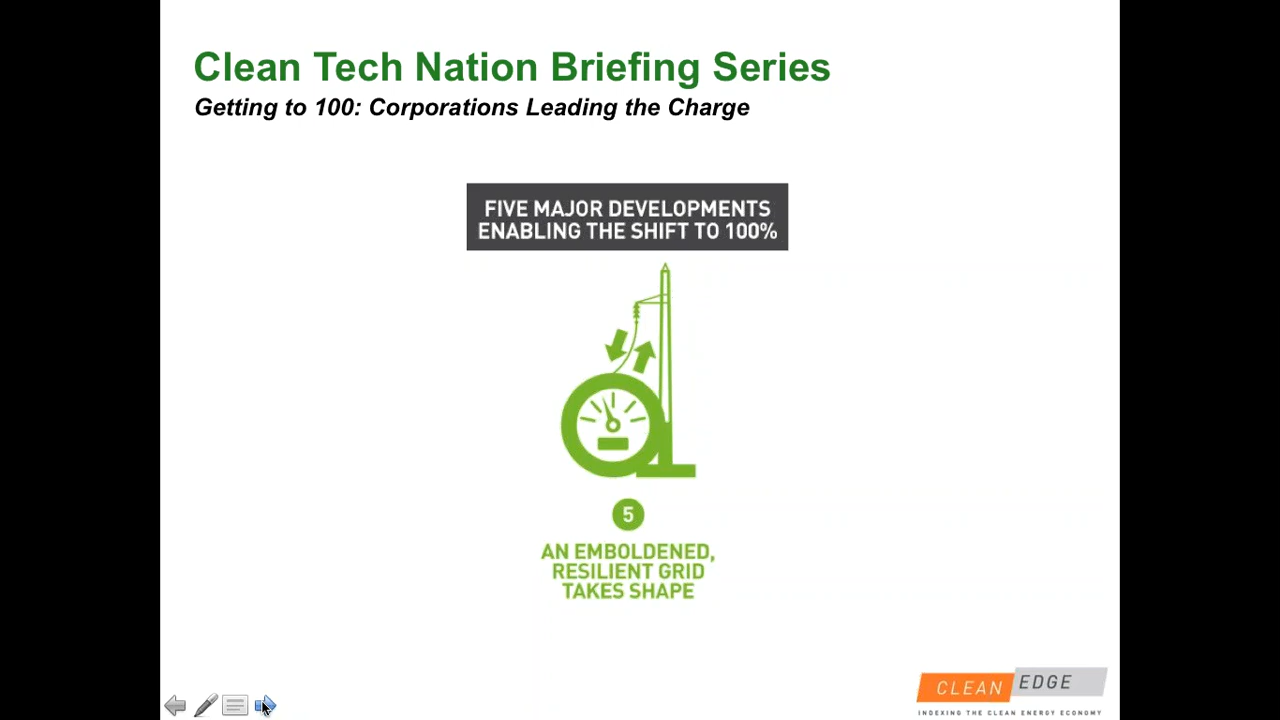 Clean Tech Nation Briefing Series
Getting to 100: Corporations Leading the Charge
FIVE MAJOR DEVELOPMENTS
ENABLING THE SHIFT TO 100%
5
AN EMBOLDENED,
RESILIENT GRID
TAKES SHAPE
CLEAN EDGE
INDEXING THE CLEAN ENERGY ECONOMY